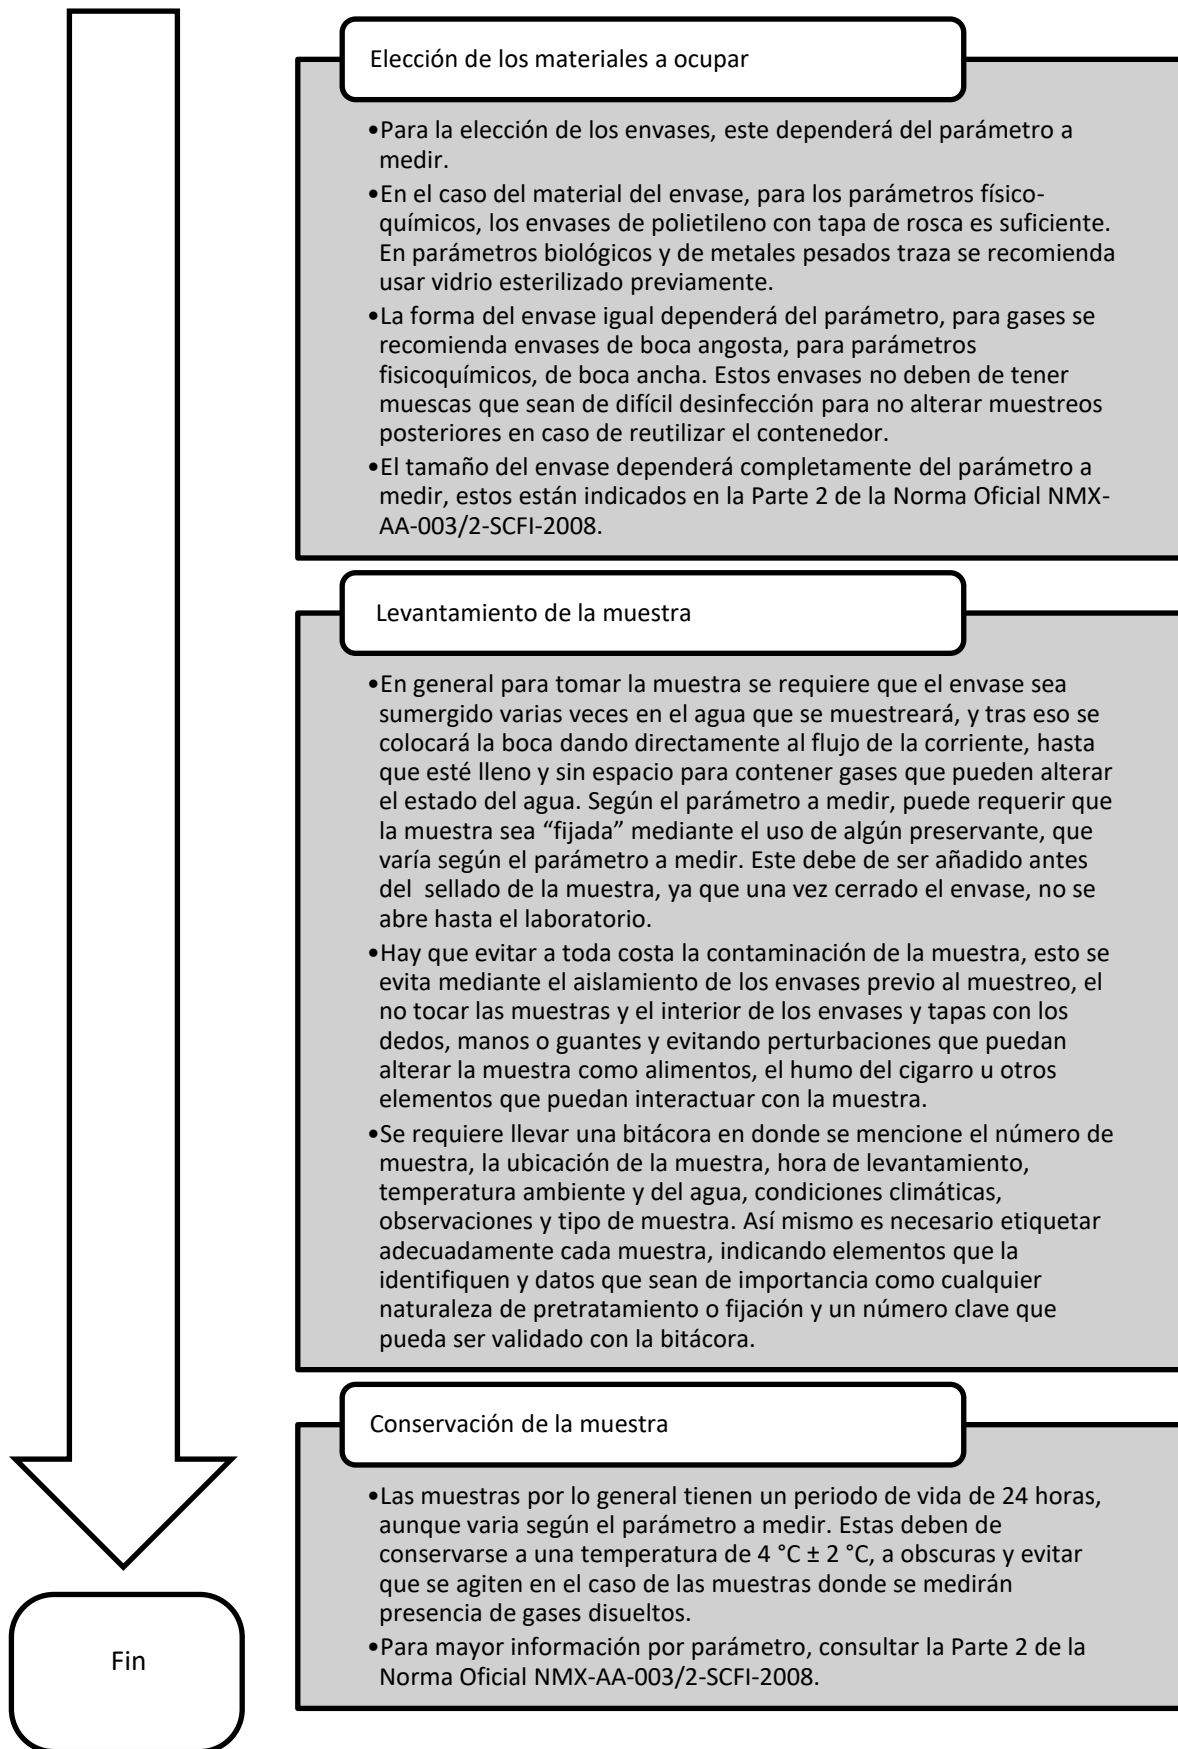 Elección de los materiales a ocupar
•Para la elección de los envases, este dependerá del parámetro a
medir.
•En el caso del material del envase, para los parámetros físico-
químicos, los envases de polietileno con tapa de rosca es suficiente.
En parámetros biológicos y de metales pesados traza se recomienda
usar vidrio esterilizado previamente.
•La forma del envase igual dependerá del parámetro, para gases se
recomienda envases de boca angosta, para parámetros
fisicoquímicos, de boca ancha. Estos envases no deben de tener
muescas que sean de difícil desinfección para no alterar muestreos
posteriores en caso de reutilizar el contenedor.
•El tamaño del envase dependerá completamente del parámetro a
medir, estos están indicados en la Parte 2 de la Norma Oficial NMX-
AA-003/2-SCFI-2008.
Levantamiento de la muestra
•En general para tomar la muestra se requiere que el envase sea
sumergido varias veces en el agua que se muestreará, y tras eso se
colocará la boca dando directamente al flujo de la corriente, hasta
que esté lleno y sin espacio para contener gases que pueden alterar
el estado del agua. Según el parámetro a medir, puede requerir que
la muestra sea “fijada” mediante el uso de algún preservante, que
varía según el parámetro a medir. Este debe de ser añadido antes
del  sellado de la muestra, ya que una vez cerrado el envase, no se
abre hasta el laboratorio.
•Hay que evitar a toda costa la contaminación de la muestra, esto se
evita mediante el aislamiento de los envases previo al muestreo, el
no tocar las muestras y el interior de los envases y tapas con los
dedos, manos o guantes y evitando perturbaciones que puedan
alterar la muestra como alimentos, el humo del cigarro u otros
elementos que puedan interactuar con la muestra.
•Se requiere llevar una bitácora en donde se mencione el número de
muestra, la ubicación de la muestra, hora de levantamiento,
temperatura ambiente y del agua, condiciones climáticas,
observaciones y tipo de muestra. Así mismo es necesario etiquetar
adecuadamente cada muestra, indicando elementos que la
identifiquen y datos que sean de importancia como cualquier
naturaleza de pretratamiento o fijación y un número clave que
pueda ser validado con la bitácora.
Conservación de la muestra
•Las muestras por lo general tienen un periodo de vida de 24 horas,
aunque varia según el parámetro a medir. Estas deben de
conservarse a una temperatura de 4 °C ± 2 °C, a obscuras y evitar
que se agiten en el caso de las muestras donde se medirán
presencia de gases disueltos.
•Para mayor información por parámetro, consultar la Parte 2 de la
Norma Oficial NMX-AA-003/2-SCFI-2008.
Fin